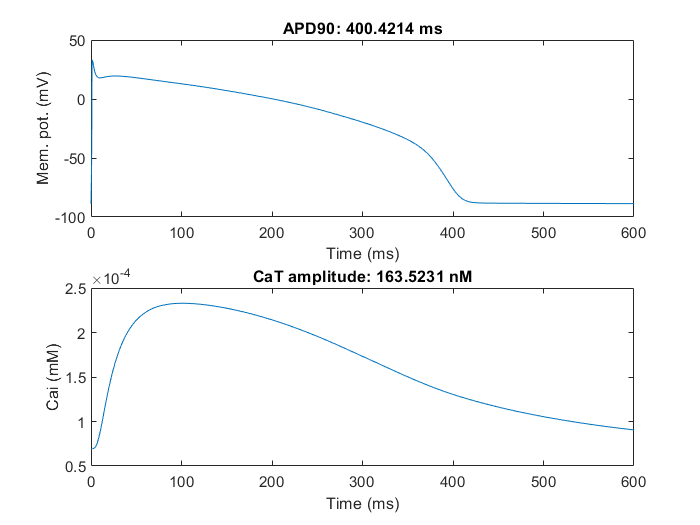 APD90: 400.4214 ms
50
0
-50
-100
Mem. pot. (mV)
0 100 200 300 400 500 600
Time (ms)
×10-4
CaT amplitude: 163.5231 nM
2.5
2
1.5
1
0.5
Cai (mM)
0 100 200 300 400 500 600
Time (ms)